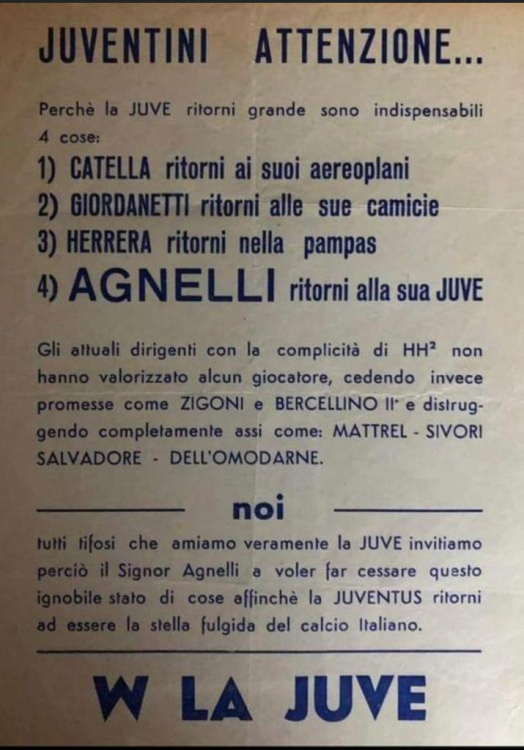 JUVENTINI ATTENZIONE...
Perchè la JUVE ritorni grande sono indispensabili
4 cose:
1) CATELLA ritorni ai suoi aereoplani
2) GIORDANETTI ritorni alle sue camicie
3) HERRERA ritorni nella pampas
4) AGNELLI ritorni alla sua JUVE
Gli attuali dirigenti con la complicità di HH² non
hanno valorizzato alcun giocatore, cedendo invece
promesse come ZIGONI e BERCELLINO II° e distrug-
gendo completamente assi come: MATTREL - SIVORI
SALVADORE - DELL'OMODARNE.
noi
tutti tifosi che amiamo veramente la JUVE invitiamo
perciò il Signor Agnelli a voler far cessare questo
ignobile stato di cose affinchè la JUVENTUS ritorni
ad essere la stella fulgida del calcio Italiano.
W LA JUVE